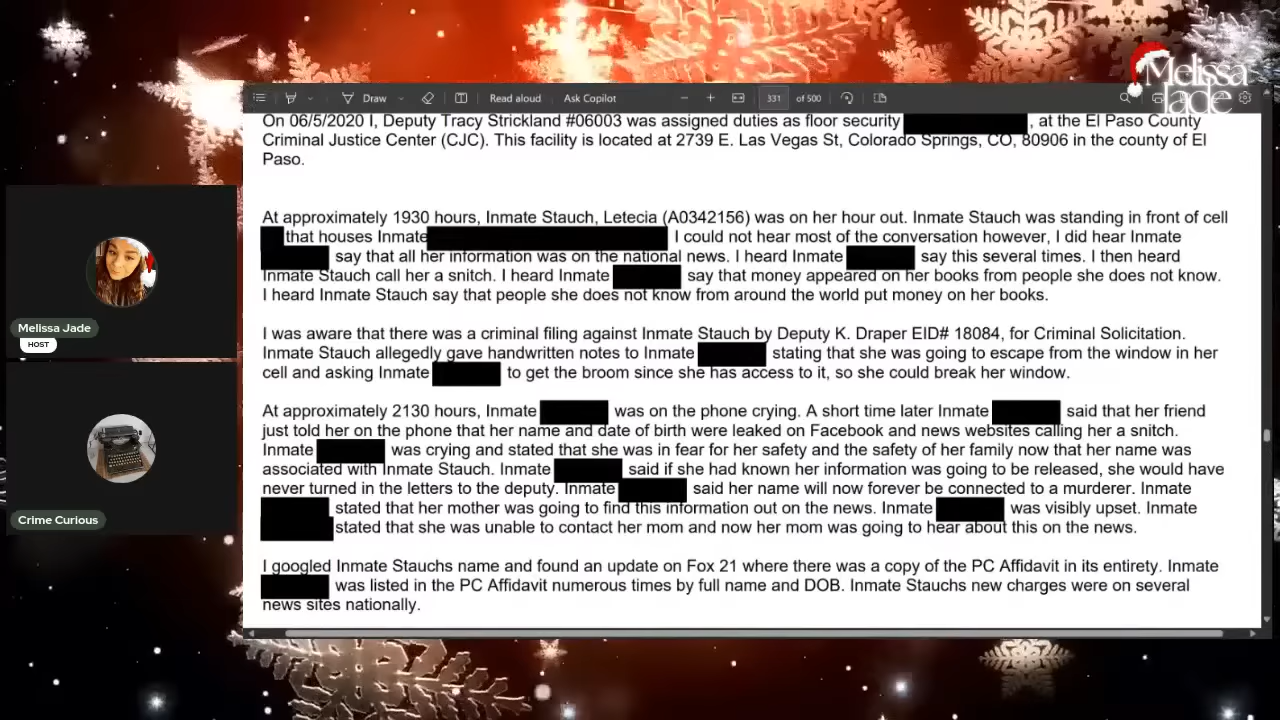 Melissa
Jade
Draw
Read aloud
Ask Copilot
331
of 500
On 06/5/2020 I, Deputy Tracy Strickland #06003 was assigned duties as floor security , at the El Paso County
Criminal Justice Center (CJC). This facility is located at 2739 E. Las Vegas St, Colorado Springs, CO, 80906 in the county of El
Paso.
At approximately 1930 hours, Inmate Stauch, Letecia (A0342156) was on her hour out. Inmate Stauch was standing in front of cell
that houses Inmate I could not hear most of the conversation however, I did hear Inmate
say that all her information was on the national news. I heard Inmate say this several times. I then heard
Inmate Stauch call her a snitch. I heard Inmate say that money appeared on her books from people she does not know.
I heard Inmate Stauch say that people she does not know from around the world put money on her books.
I was aware that there was a criminal filing against Inmate Stauch by Deputy K. Draper EID# 18084, for Criminal Solicitation.
Inmate Stauch allegedly gave handwritten notes to Inmate stating that she was going to escape from the window in her
cell and asking Inmate to get the broom since she has access to it, so she could break her window.
At approximately 2130 hours, Inmate was on the phone crying. A short time later Inmate said that her friend
just told her on the phone that her name and date of birth were leaked on Facebook and news websites calling her a snitch.
Inmate was crying and stated that she was in fear for her safety and the safety of her family now that her name was
associated with Inmate Stauch. Inmate said if she had known her information was going to be released, she would have
never turned in the letters to the deputy. Inmate said her name will now forever be connected to a murderer. Inmate
stated that her mother was going to find this information out on the news. Inmate was visibly upset. Inmate
stated that she was unable to contact her mom and now her mom was going to hear about this on the news.
I googled Inmate Stauchs name and found an update on Fox 21 where there was a copy of the PC Affidavit in its entirety. Inmate
was listed in the PC Affidavit numerous times by full name and DOB. Inmate Stauchs new charges were on several
news sites nationally.
Melissa Jade
HOST
Crime Curious